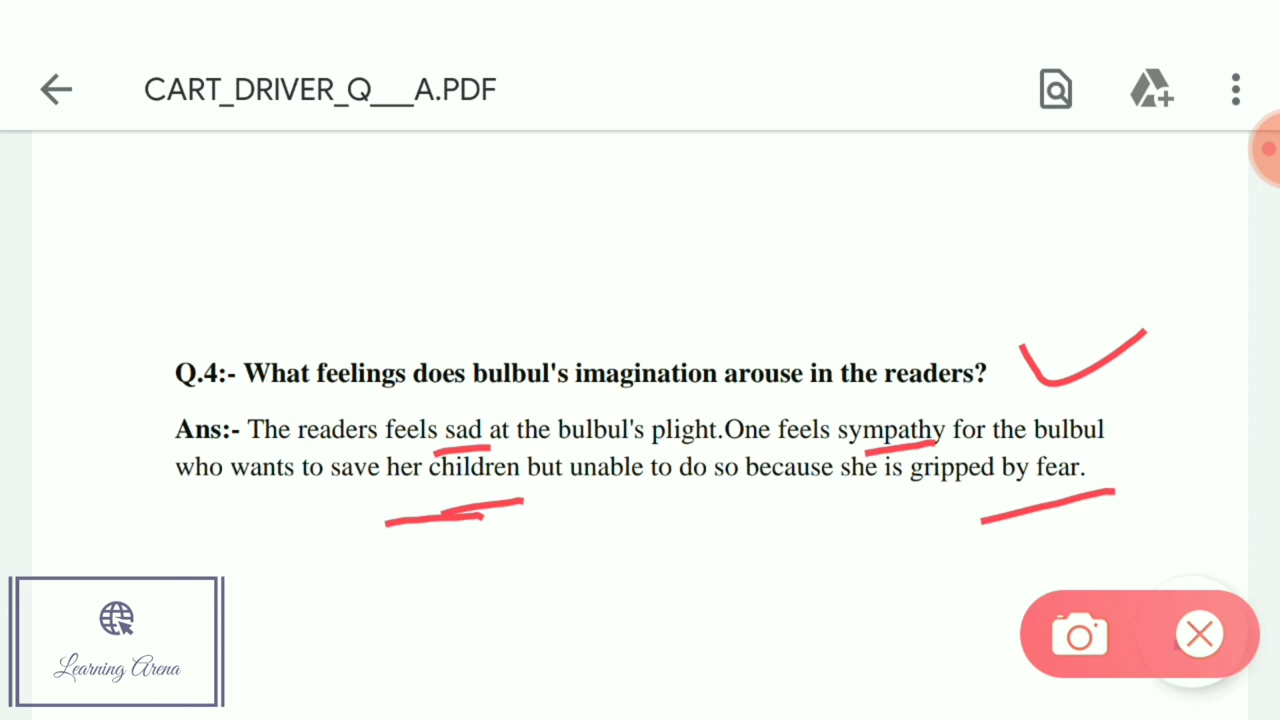 CART_DRIVER_Q___A.PDF
Q.4:- What feelings does bulbul's imagination arouse in the readers?
Ans:- The readers feels sad at the bulbul's plight.One feels sympathy for the bulbul
who wants to save her children but unable to do so because she is gripped by fear.
Learning Arena